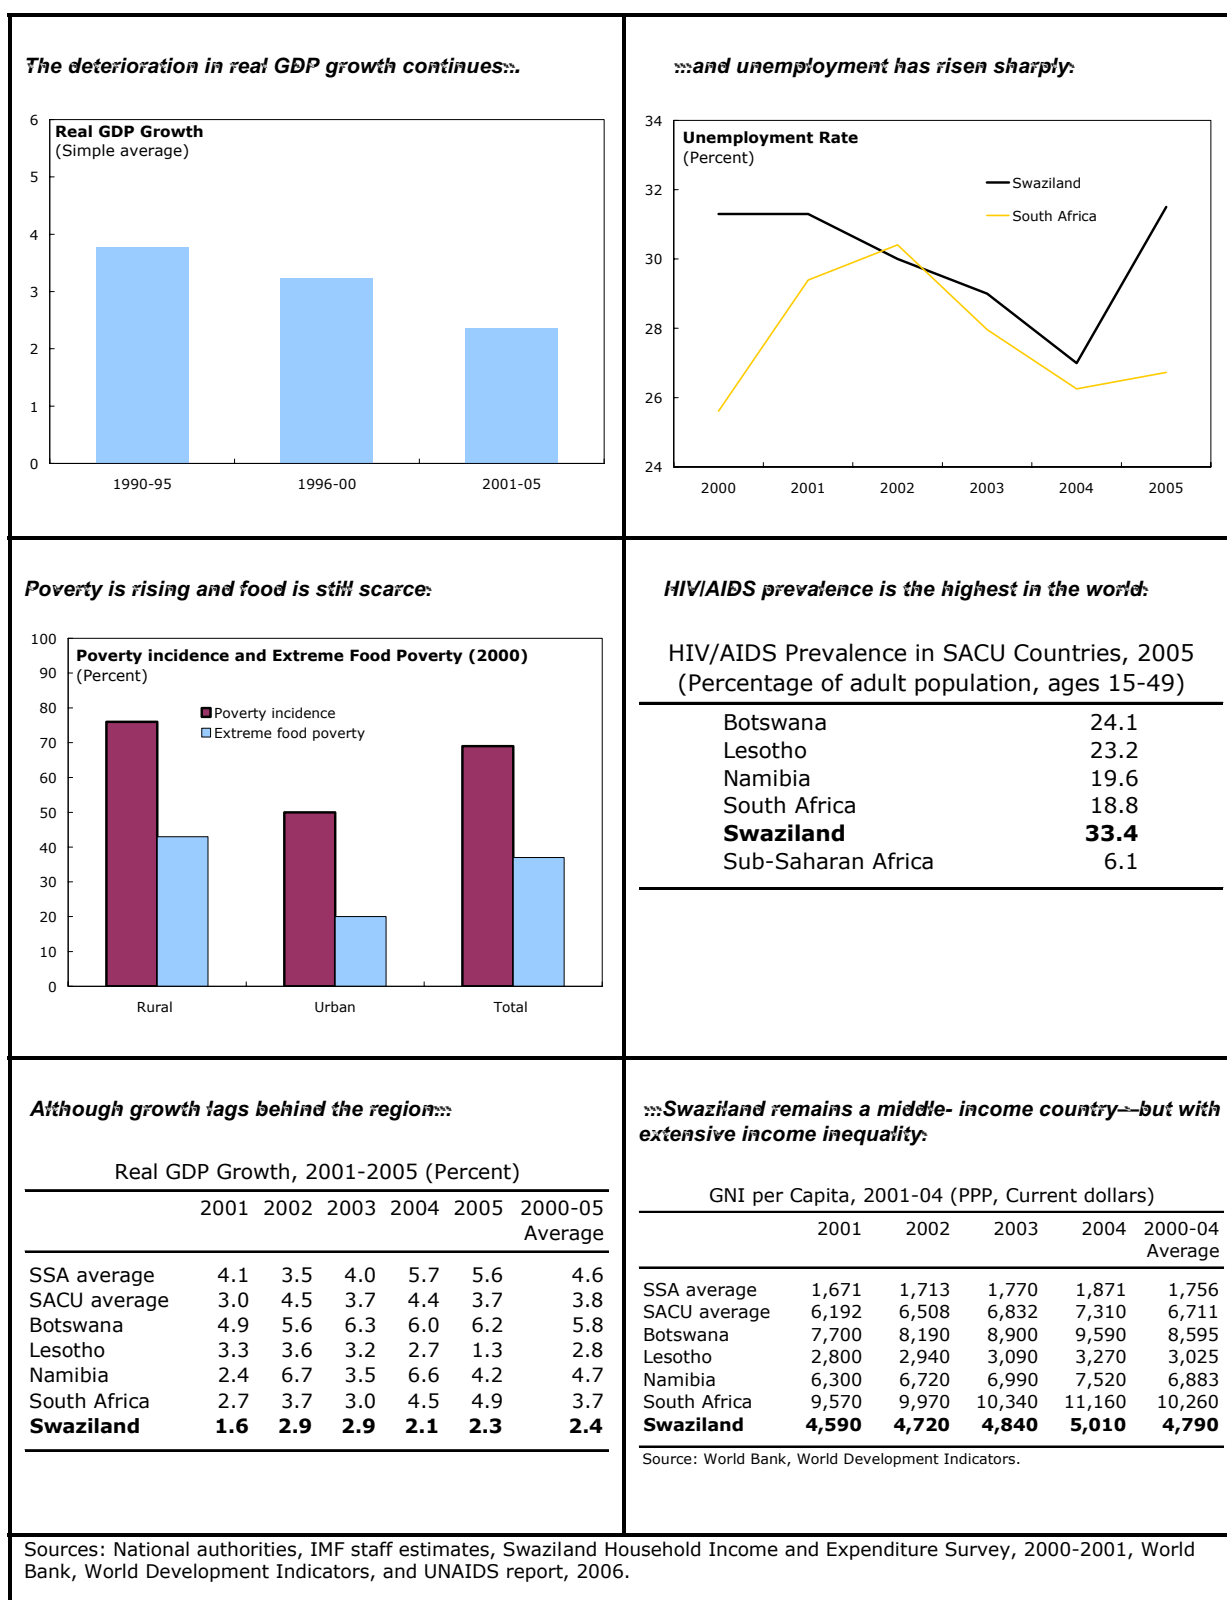 The deterioration in real GDP growth continues...
6
5
4
3
2
1
0
Real GDP Growth
(Simple average)
1990-95 1996-00 2001-05
...and unemployment has risen sharply.
34
32
30
28
26
24
Unemployment Rate
(Percent)
Swaziland
South Africa
2000 2001 2002 2003 2004 2005
Poverty is rising and food is still scarce.
100
90
80
70
60
50
40
30
20
10
0
Poverty incidence and Extreme Food Poverty (2000)
(Percent)
Poverty incidence
Extreme food poverty
Rural Urban Total
HIV/AIDS prevalence is the highest in the world.
HIV/AIDS Prevalence in SACU Countries, 2005
(Percentage of adult population, ages 15-49)
Botswana 24.1
Lesotho 23.2
Namibia 19.6
South Africa 18.8
Swaziland 33.4
Sub-Saharan Africa 6.1
Although growth lags behind the region...
Real GDP Growth, 2001-2005 (Percent)
2001 2002 2003 2004 2005 2000-05
Average
SSA average 4.1 3.5 4.0 5.7 5.6 4.6
SACU average 3.0 4.5 3.7 4.4 3.7 3.8
Botswana 4.9 5.6 6.3 6.0 6.2 5.8
Lesotho 3.3 3.6 3.2 2.7 1.3 2.8
Namibia 2.4 6.7 3.5 6.6 4.2 4.7
South Africa 2.7 3.7 3.0 4.5 4.9 3.7
Swaziland 1.6 2.9 2.9 2.1 2.3 2.4
...Swaziland remains a middle- income country—but with
extensive income inequality.
GNI per Capita, 2001-04 (PPP, Current dollars)
2001 2002 2003 2004 2000-04
Average
SSA average 1,671 1,713 1,770 1,871 1,756
SACU average 6,192 6,508 6,832 7,310 6,711
Botswana 7,700 8,190 8,900 9,590 8,595
Lesotho 2,800 2,940 3,090 3,270 3,025
Namibia 6,300 6,720 6,990 7,520 6,883
South Africa 9,570 9,970 10,340 11,160 10,260
Swaziland 4,590 4,720 4,840 5,010 4,790
Source: World Bank, World Development Indicators.
Sources: National authorities, IMF staff estimates, Swaziland Household Income and Expenditure Survey, 2000-2001, World
Bank, World Development Indicators, and UNAIDS report, 2006.